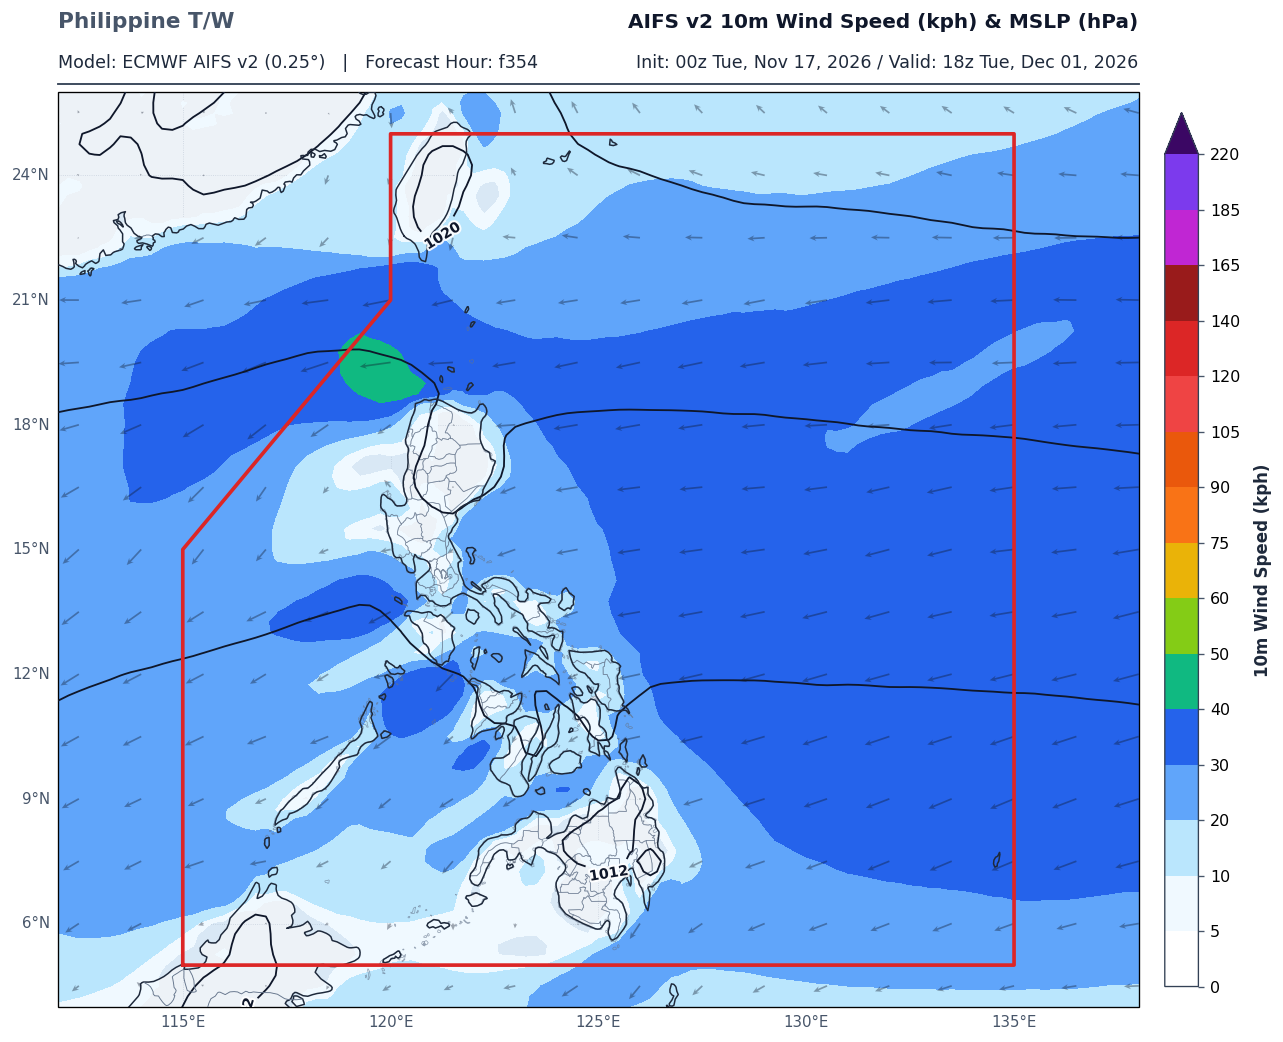 Philippine T/W
AIFS v2 10m Wind Speed (kph) & MSLP (hPa)
Model: ECMWF AIFS v2 (0.25°) | Forecast Hour: f354
Init: 00z Tue, Nov 17, 2026 / Valid: 18z Tue, Dec 01, 2026
24°N
21°N
18°N
15°N
12°N
9°N
6°N
115°E
120°E
125°E
130°E
135°E
1020
1012
2
220
185
165
140
120
105
90
75
60
50
40
30
20
10
5
0
10m Wind Speed (kph)